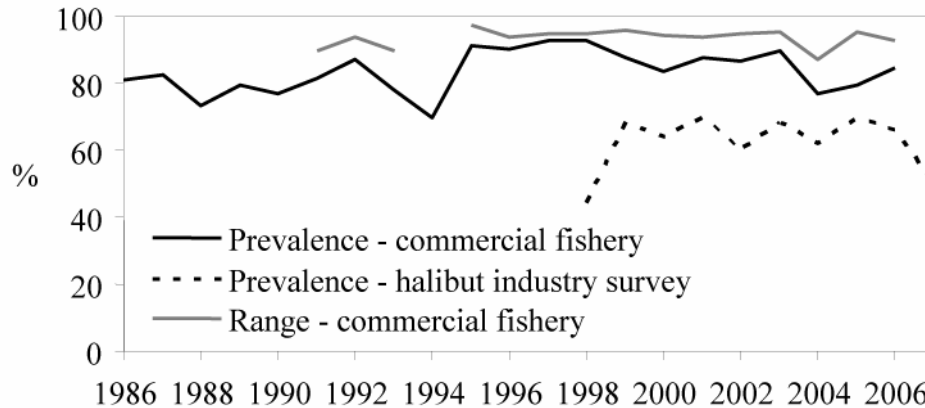 100
80
60
%
40
Prevalence - commercial fishery
20
Prevalence - halibut industry survey
Range - commercial fishery
0
1986 1988 1990 1992 1994 1996 1998 2000 2002 2004 2006